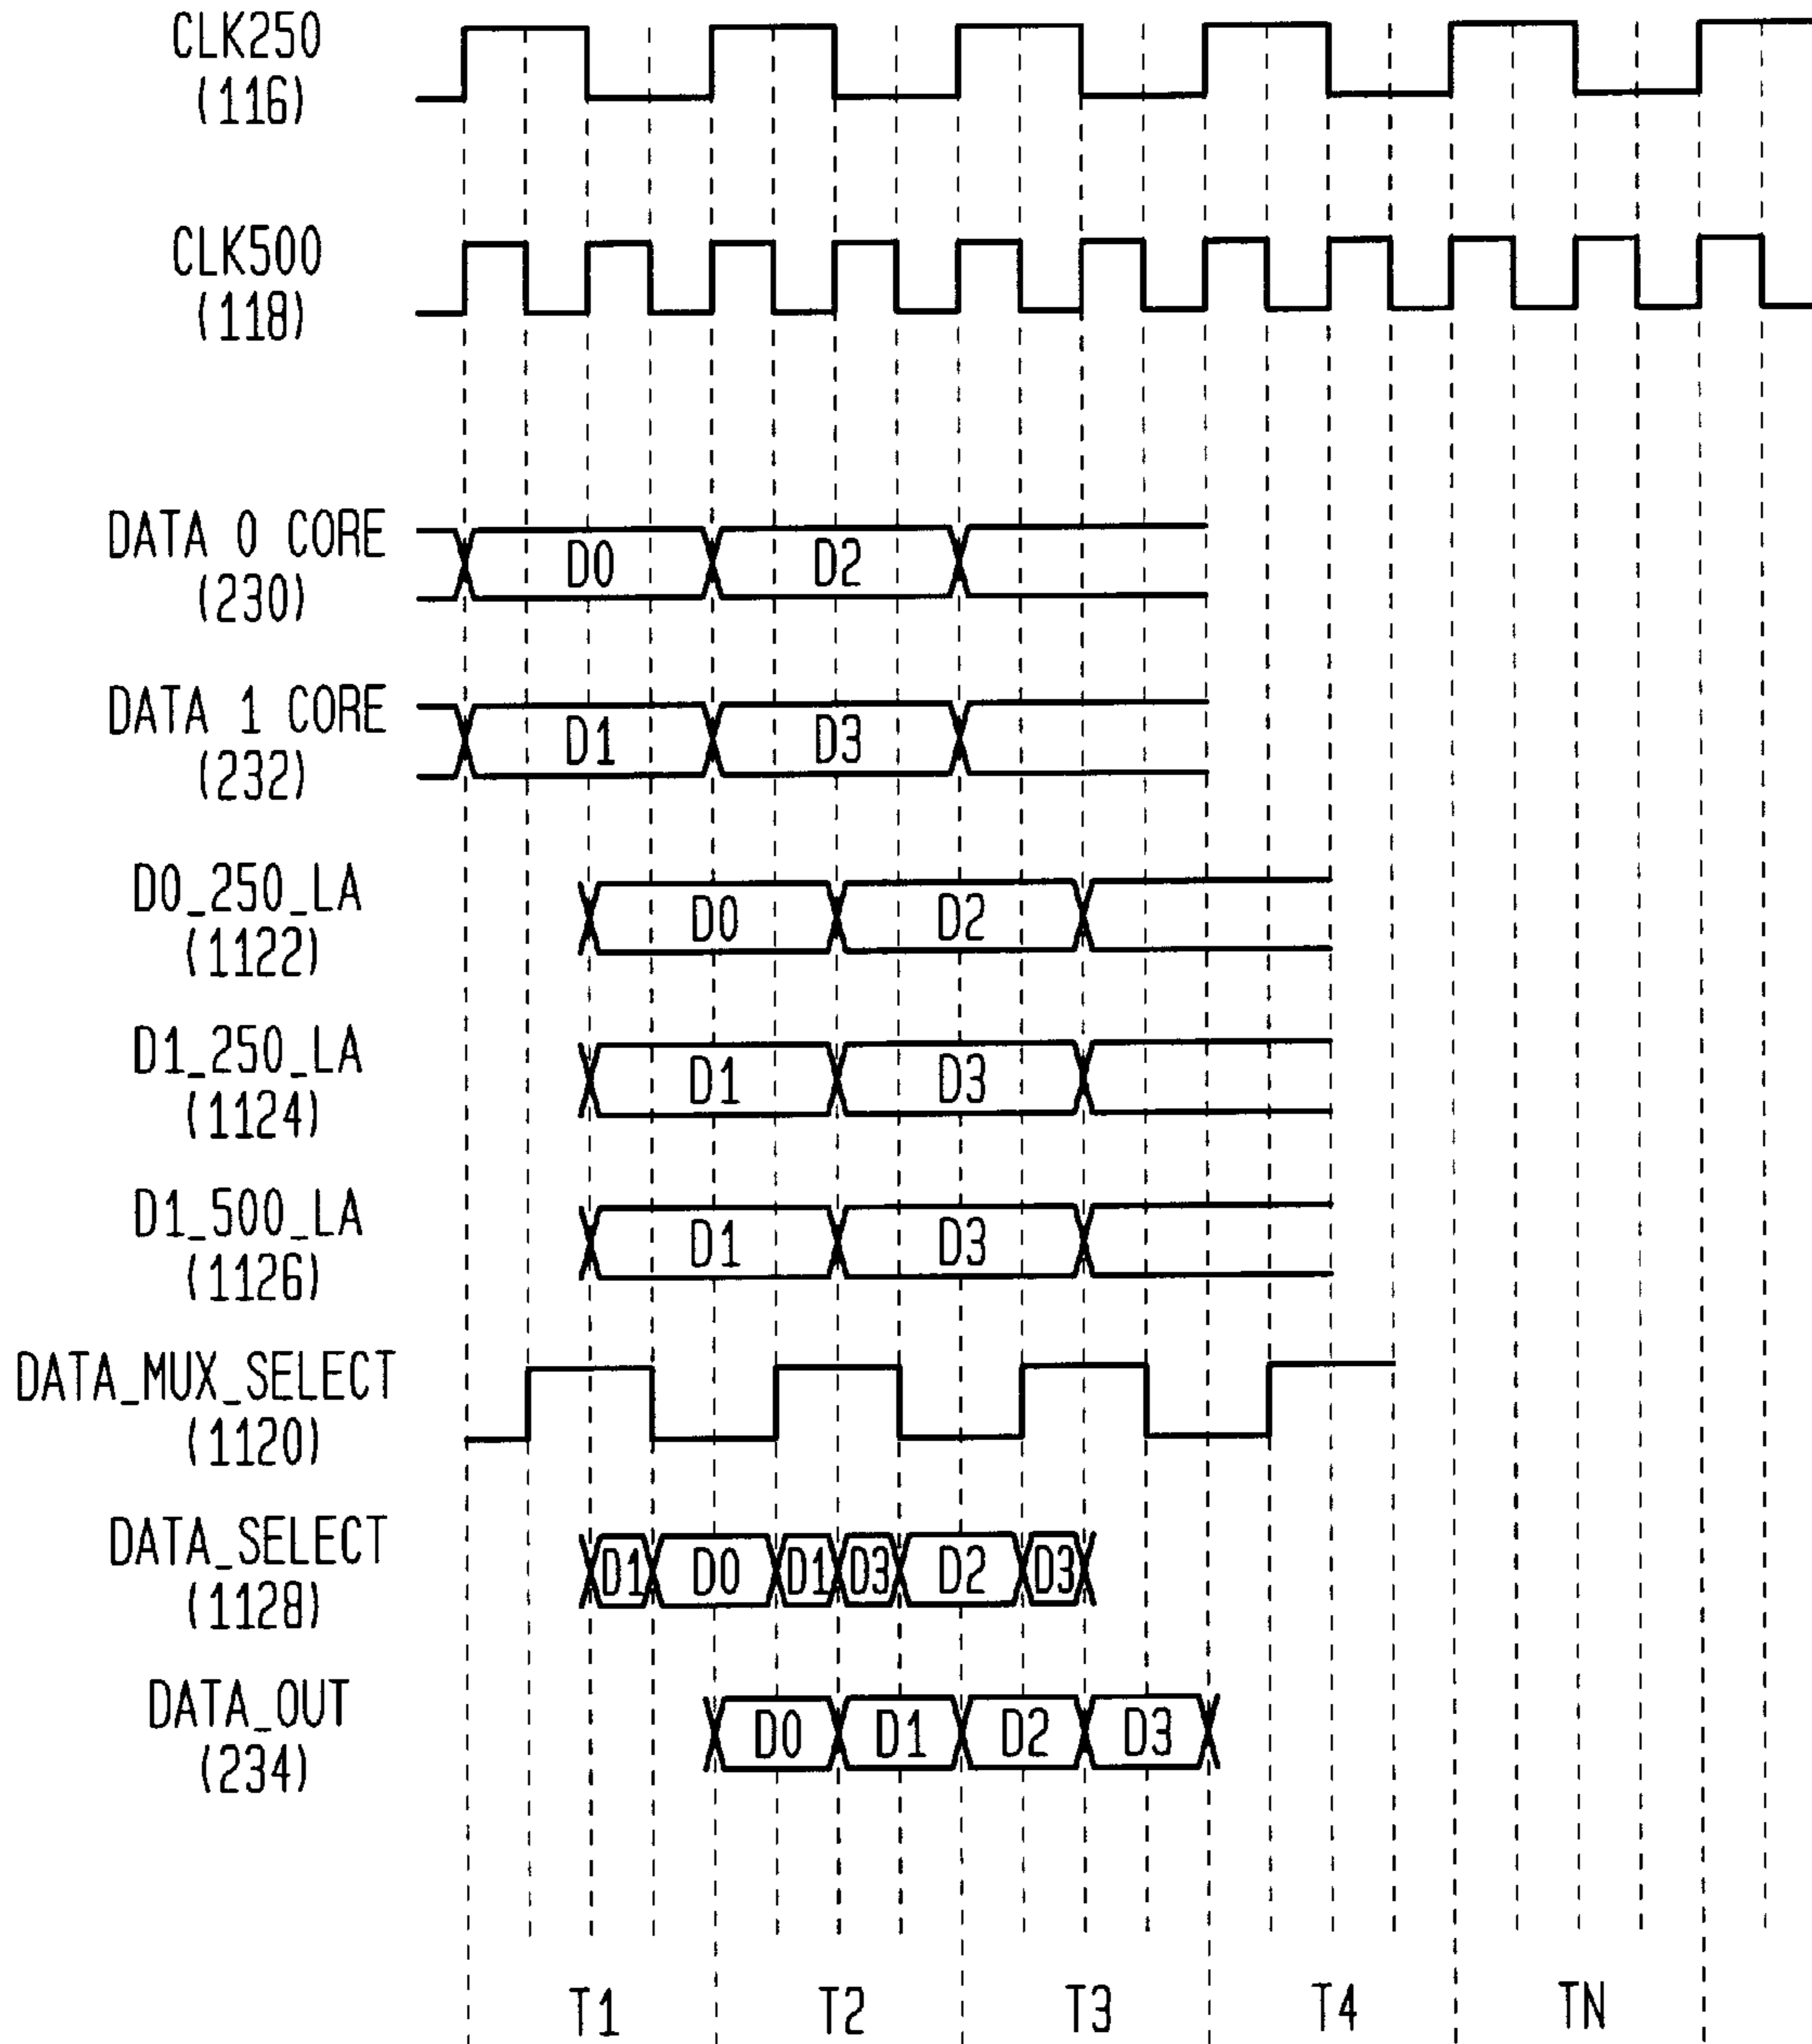 CLK250
(116)
CLK500
(118)
DATA 0 CORE
(230)
D0 D2
DATA 1 CORE
(232)
D1 D3
D0_250_LA
(1122)
D0 D2
D1_250_LA
(1124)
D1 D3
D1_500_LA
(1126)
D1 D3
DATA_MUX_SELECT
(1120)
DATA_SELECT
(1128)
D1 D0 D1 D3 D2 D3
DATA_OUT
(234)
D0 D1 D2 D3
T1 T2 T3 T4 TN